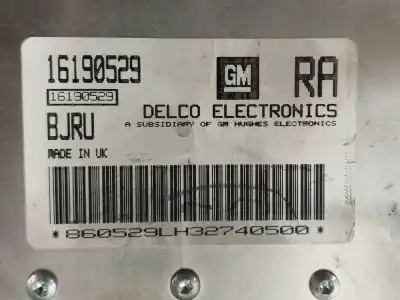 16190529
16190529
BJRU
MADE IN UK
GM
RA
DELCO ELECTRONICS
A SUBSIDIARY OF GM HUGHES ELECTRONICS
*860529LH32740500*